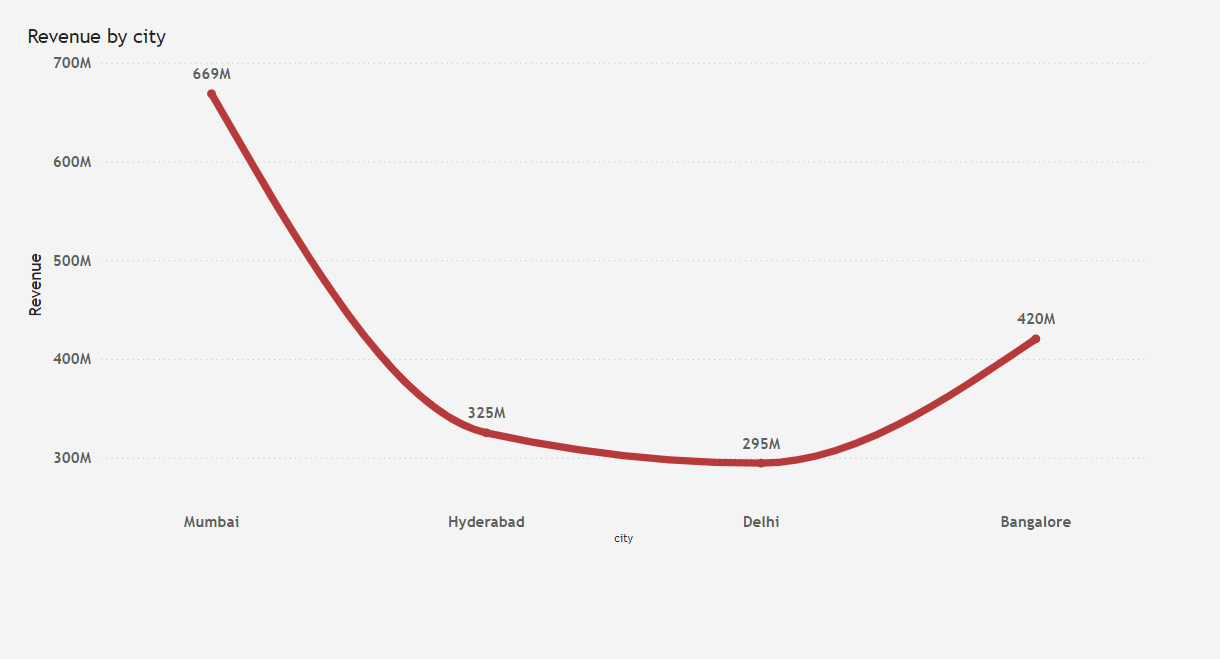 Revenue by city
700M
669M
600M
500M
Revenue
420M
400M
325M
295M
300M
Mumbai Hyderabad Delhi Bangalore
city